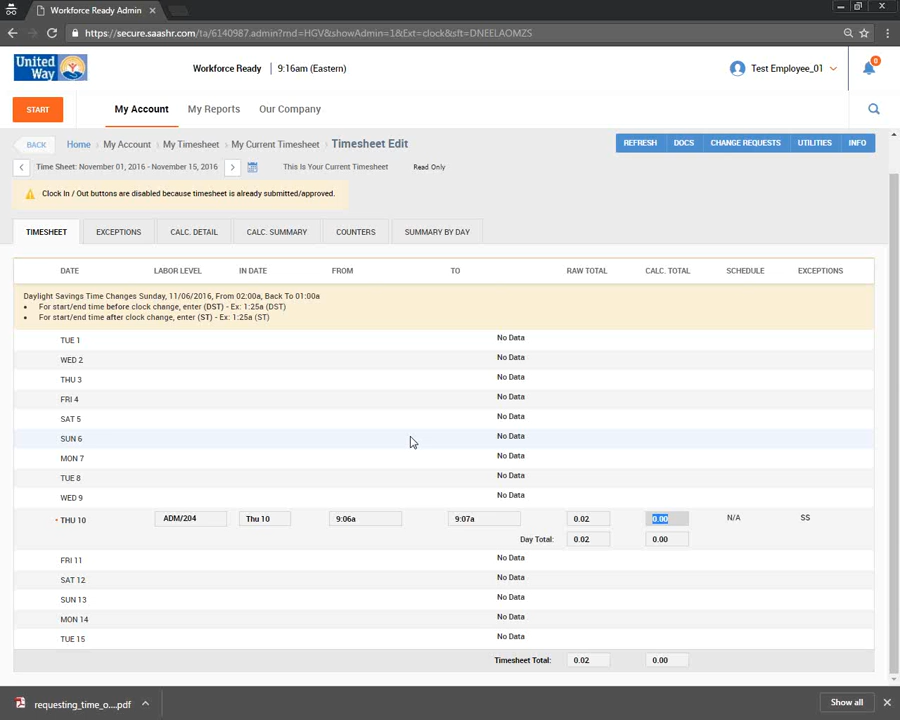 Workforce Ready Admin
https://secure.saashr.com/ta/6140987.admin?rnd=HGV&showAdmin=1&Ext=clock&sft=DNEELAOMZS
United Way
Workforce Ready 9:16am (Eastern)
Test Employee_01
0
START My Account My Reports Our Company
BACK Home My Account My Timesheet My Current Timesheet Timesheet Edit
REFRESH DOCS CHANGE REQUESTS UTILITIES INFO
Time Sheet: November 01, 2016 - November 15, 2016 This Is Your Current Timesheet Read Only
Clock In / Out buttons are disabled because timesheet is already submitted/approved.
TIMESHEET EXCEPTIONS CALC. DETAIL CALC. SUMMARY COUNTERS SUMMARY BY DAY
DATE LABOR LEVEL IN DATE FROM TO RAW TOTAL CALC. TOTAL SCHEDULE EXCEPTIONS
Daylight Savings Time Changes Sunday, 11/06/2016, From 02:00a, Back To 01:00a
• For start/end time before clock change, enter (DST) - Ex: 1:25a (DST)
• For start/end time after clock change, enter (ST) - Ex: 1:25a (ST)
TUE 1 No Data
WED 2 No Data
THU 3 No Data
FRI 4 No Data
SAT 5 No Data
SUN 6 No Data
MON 7 No Data
TUE 8 No Data
WED 9 No Data
* THU 10 ADM/204 Thu 10 9:06a 9:07a 0.02 0.00 N/A SS
Day Total: 0.02 0.00
FRI 11 No Data
SAT 12 No Data
SUN 13 No Data
MON 14 No Data
TUE 15 No Data
Timesheet Total: 0.02 0.00
requesting_time_o....pdf
Show all